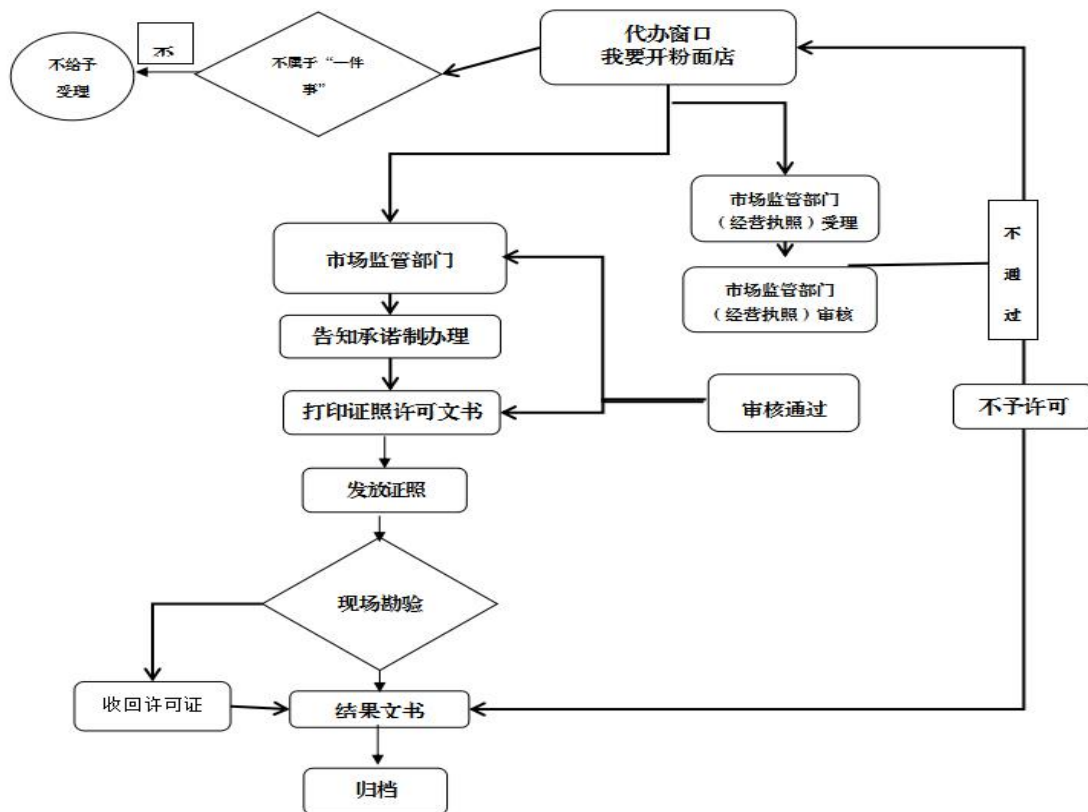 代办窗口
我要开粉面店
不
不给予
受理
不属于“一件
事”
市场监管部门
（经营执照）受理
不
通
过
市场监管部门
市场监管部门
（经营执照）审核
告知承诺制办理
打印证照许可文书
审核通过
不予许可
发放证照
现场勘验
收回许可证
结果文书
归档